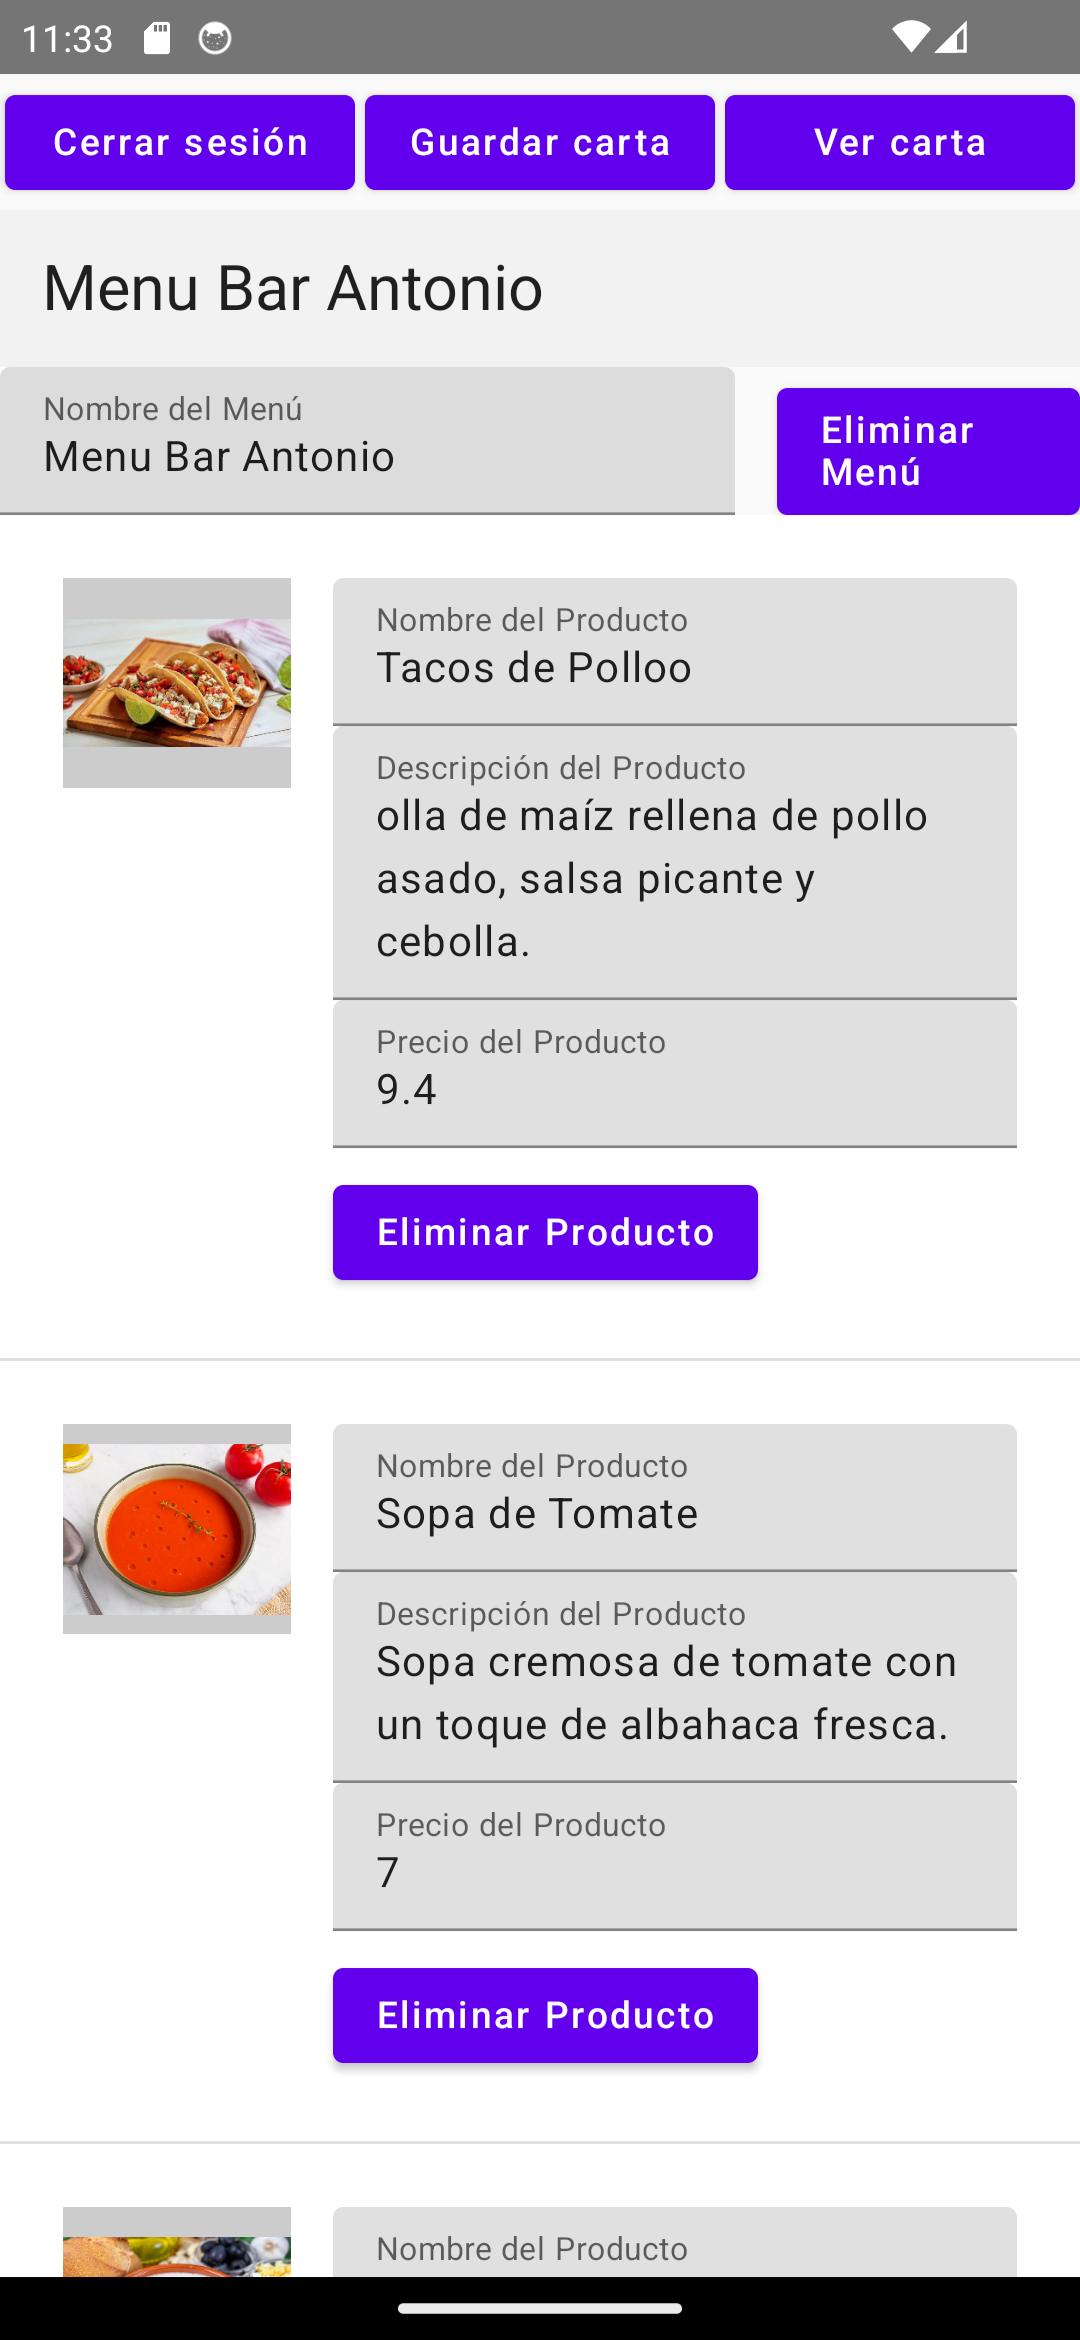 11:33
Cerrar sesión
Guardar carta
Ver carta
Menu Bar Antonio
Nombre del Menú
Menu Bar Antonio
Eliminar
Menú
Nombre del Producto
Tacos de Polloo
Descripción del Producto
olla de maíz rellena de pollo
asado, salsa picante y
cebolla.
Precio del Producto
9.4
Eliminar Producto
Nombre del Producto
Sopa de Tomate
Descripción del Producto
Sopa cremosa de tomate con
un toque de albahaca fresca.
Precio del Producto
7
Eliminar Producto
Nombre del Producto